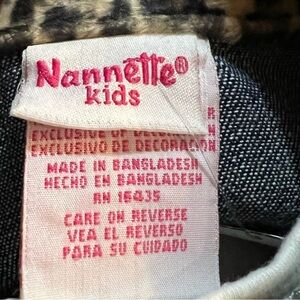 Nannette®
kids
EXCLUSIVE OF DECORATION
EXCLUSIVO DE DECORACION
MADE IN BANGLADESH
HECHO EN BANGLADESH
RN 16435
CARE ON REVERSE
VEA EL REVERSO
PARA SU CUIDADO